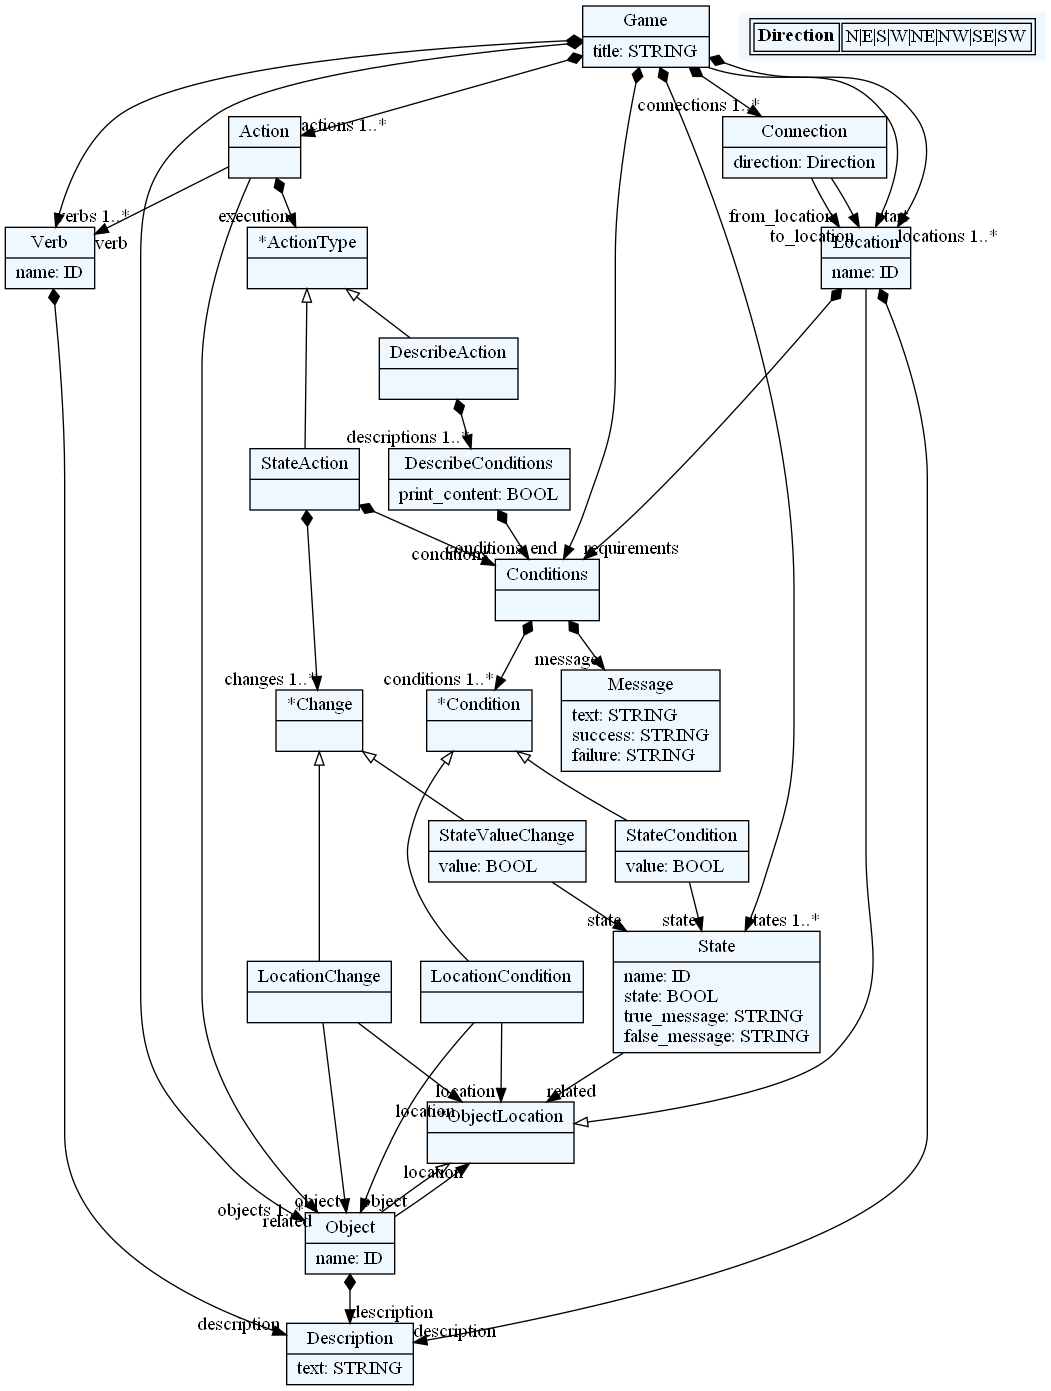 Game
title: STRING
Direction N|E|S|W|NE|NW|SE|SW
connections 1..*
actions 1..*
Action
Connection
direction: Direction
verbs 1..*
verb
execution
from_location
to_location
start
locations 1..*
Verb
name: ID
*ActionType
Location
name: ID
DescribeAction
descriptions 1..*
StateAction
DescribeConditions
print_content: BOOL
conditions
conditions
end
requirements
Conditions
message
changes 1..*
conditions 1..*
*Change
*Condition
Message
text: STRING
success: STRING
failure: STRING
StateValueChange
value: BOOL
StateCondition
value: BOOL
state
state
states 1..*
State
name: ID
state: BOOL
true_message: STRING
false_message: STRING
LocationChange
LocationCondition
location
location
related
*ObjectLocation
location
object
object
objects 1..*
related
Object
name: ID
description
description
description
Description
text: STRING